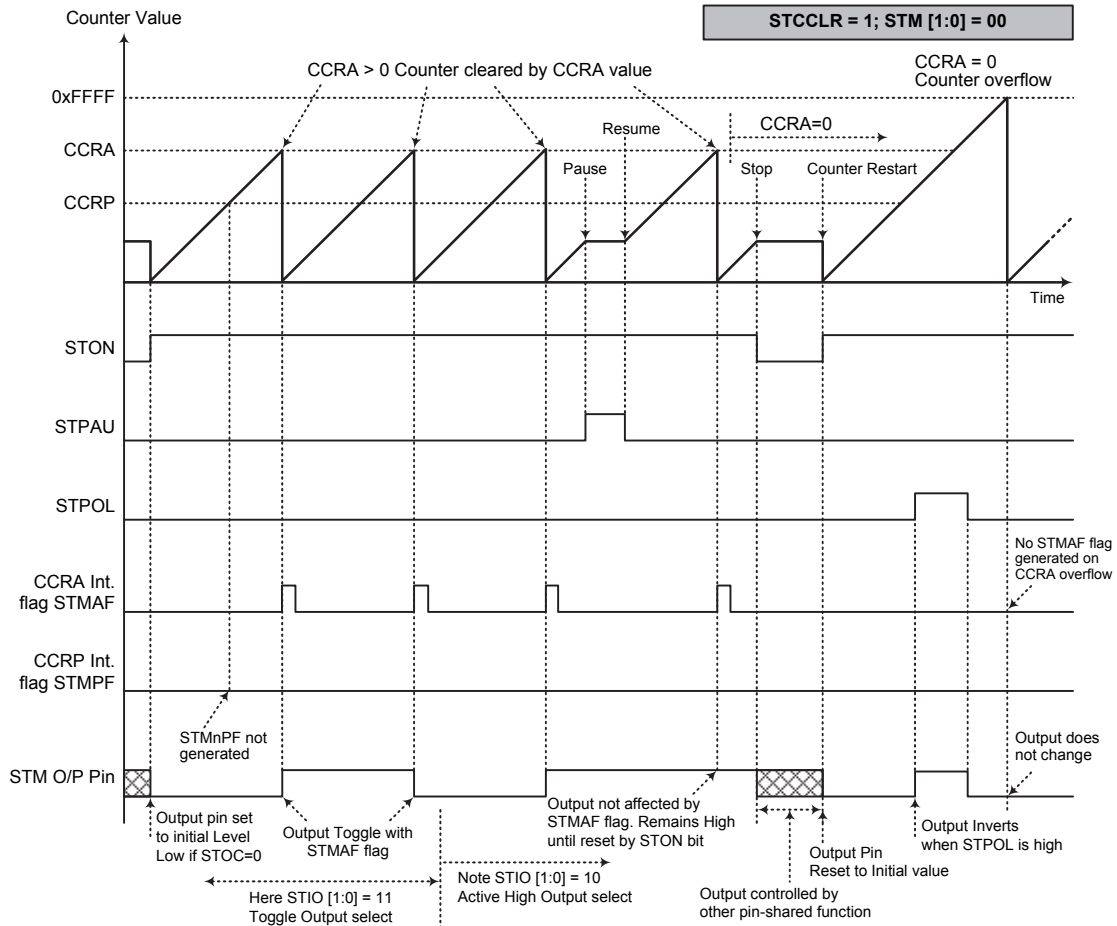 Counter Value
STCCLR = 1; STM [1:0] = 00
CCRA > 0 Counter cleared by CCRA value
CCRA = 0
Counter overflow
0xFFFF
CCRA=0
Resume
CCRA
Pause
Stop
Counter Restart
CCRP
Time
STON
STPAU
STPOL
No STMAF flag
generated on
CCRA overflow
CCRA Int.
flag STMAF
CCRP Int.
flag STMPF
STMnPF not
generated
Output does
not change
STM O/P Pin
Output pin set
to initial Level
Low if STOC=0
Output Toggle with
STMAF flag
Output not affected by
STMAF flag. Remains High
until reset by STON bit
Output Inverts
when STPOL is high
Output Pin
Reset to Initial value
Here STIO [1:0] = 11
Toggle Output select
Note STIO [1:0] = 10
Active High Output select
Output controlled by
other pin-shared function